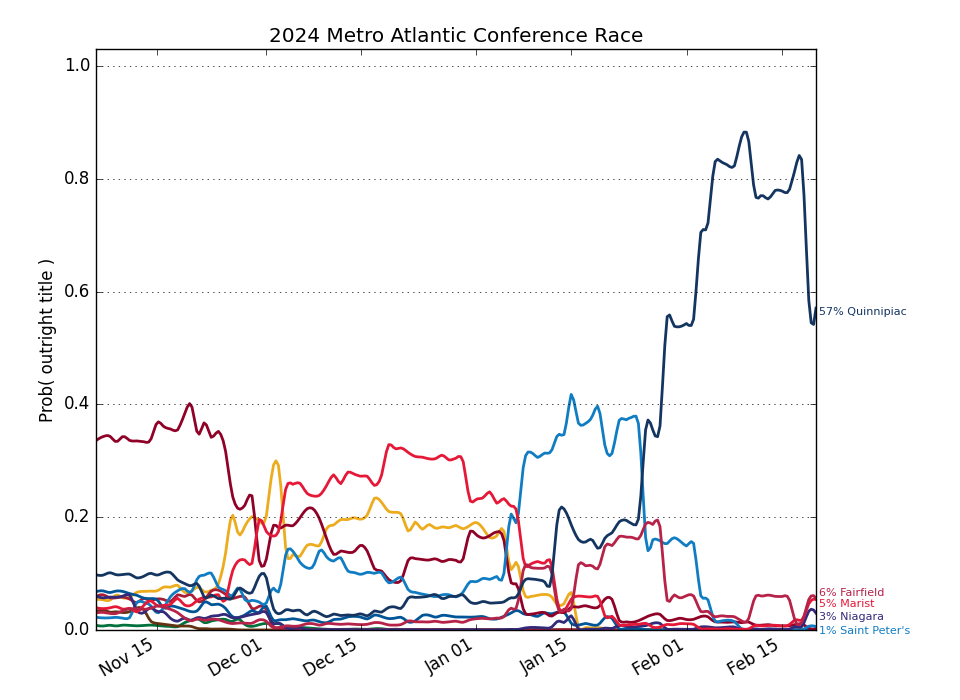 2024 Metro Atlantic Conference Race
Prob( outright title )
1.0
0.8
0.6
0.4
0.2
0.0
57% Quinnipiac
6% Fairfield
5% Marist
3% Niagara
1% Saint Peter's
Nov 15
Dec 01
Dec 15
Jan 01
Jan 15
Feb 01
Feb 15